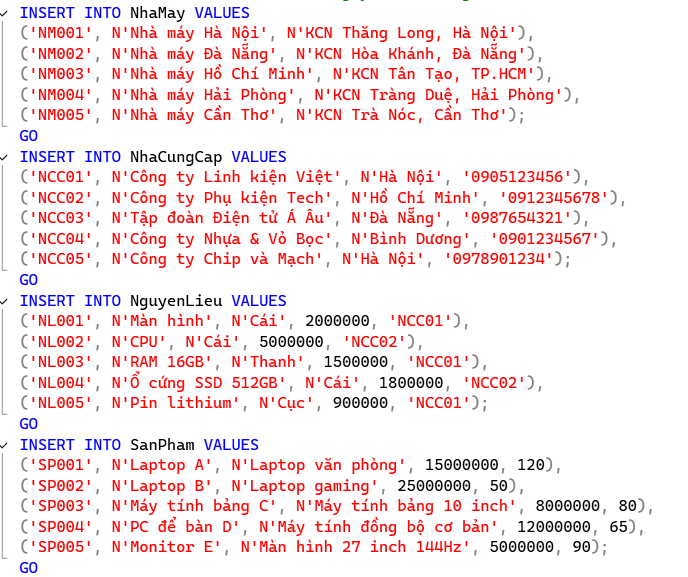 INSERT INTO NhaMay VALUES
('NM001', N'Nhà máy Hà Nội', N'KCN Thăng Long, Hà Nội'),
('NM002', N'Nhà máy Đà Nẵng', N'KCN Hòa Khánh, Đà Nẵng'),
('NM003', N'Nhà máy Hồ Chí Minh', N'KCN Tân Tạo, TP.HCM'),
('NM004', N'Nhà máy Hải Phòng', N'KCN Tràng Duệ, Hải Phòng'),
('NM005', N'Nhà máy Cần Thơ', N'KCN Trà Nóc, Cần Thơ');
GO
INSERT INTO NhaCungCap VALUES
('NCC01', N'Công ty Linh kiện Việt', N'Hà Nội', '0905123456'),
('NCC02', N'Công ty Phụ kiện Tech', N'Hồ Chí Minh', '0912345678'),
('NCC03', N'Tập đoàn Điện tử Á Âu', N'Đà Nẵng', '0987654321'),
('NCC04', N'Công ty Nhựa & Vỏ Bọc', N'Bình Dương', '0901234567'),
('NCC05', N'Công ty Chip và Mạch', N'Hà Nội', '0978901234');
GO
INSERT INTO NguyenLieu VALUES
('NL001', N'Màn hình', N'Cái', 2000000, 'NCC01'),
('NL002', N'CPU', N'Cái', 5000000, 'NCC02'),
('NL003', N'RAM 16GB', N'Thanh', 1500000, 'NCC01'),
('NL004', N'Ổ cứng SSD 512GB', N'Cái', 1800000, 'NCC02'),
('NL005', N'Pin lithium', N'Cục', 900000, 'NCC01');
GO
INSERT INTO SanPham VALUES
('SP001', N'Laptop A', N'Laptop văn phòng', 15000000, 120),
('SP002', N'Laptop B', N'Laptop gaming', 25000000, 50),
('SP003', N'Máy tính bảng C', N'Máy tính bảng 10 inch', 8000000, 80),
('SP004', N'PC để bàn D', N'Máy tính đồng bộ cơ bản', 12000000, 65),
('SP005', N'Monitor E', N'Màn hình 27 inch 144Hz', 5000000, 90);
GO